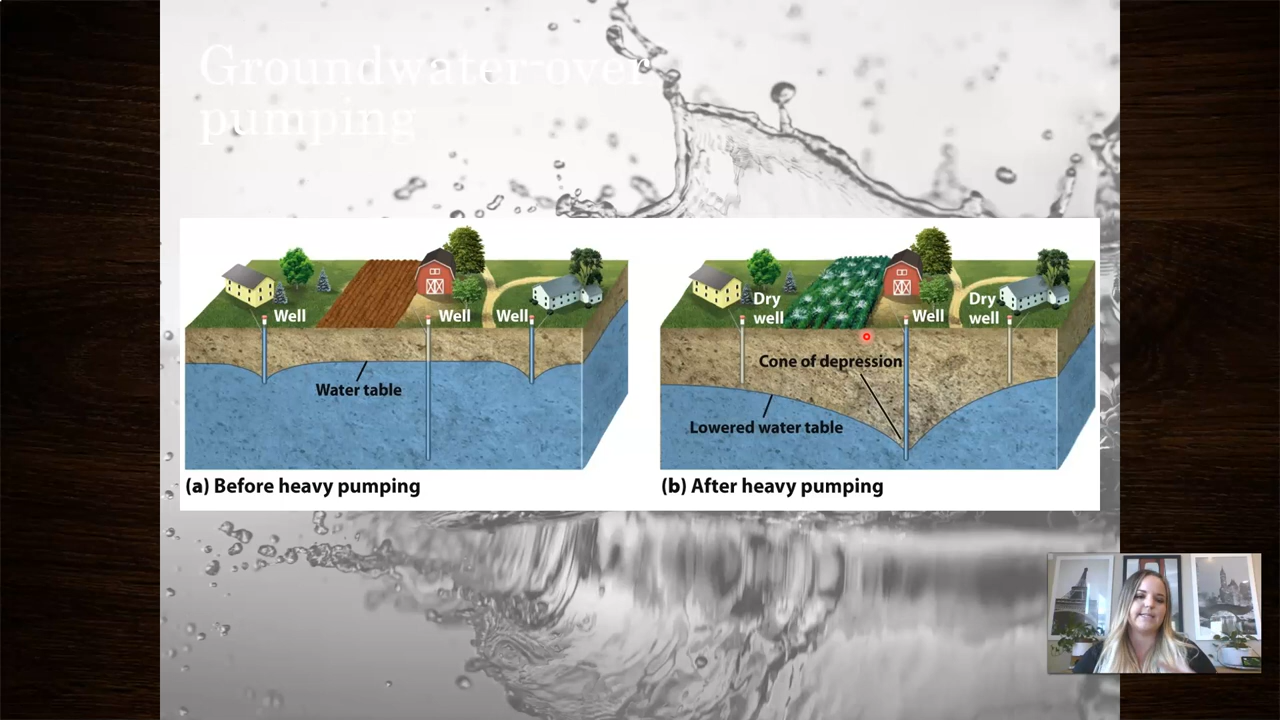 Groundwater-over
pumping
Well
Well
Well
Water table
(a) Before heavy pumping
Dry
well
Well
Dry
well
Cone of depression
Lowered water table
(b) After heavy pumping